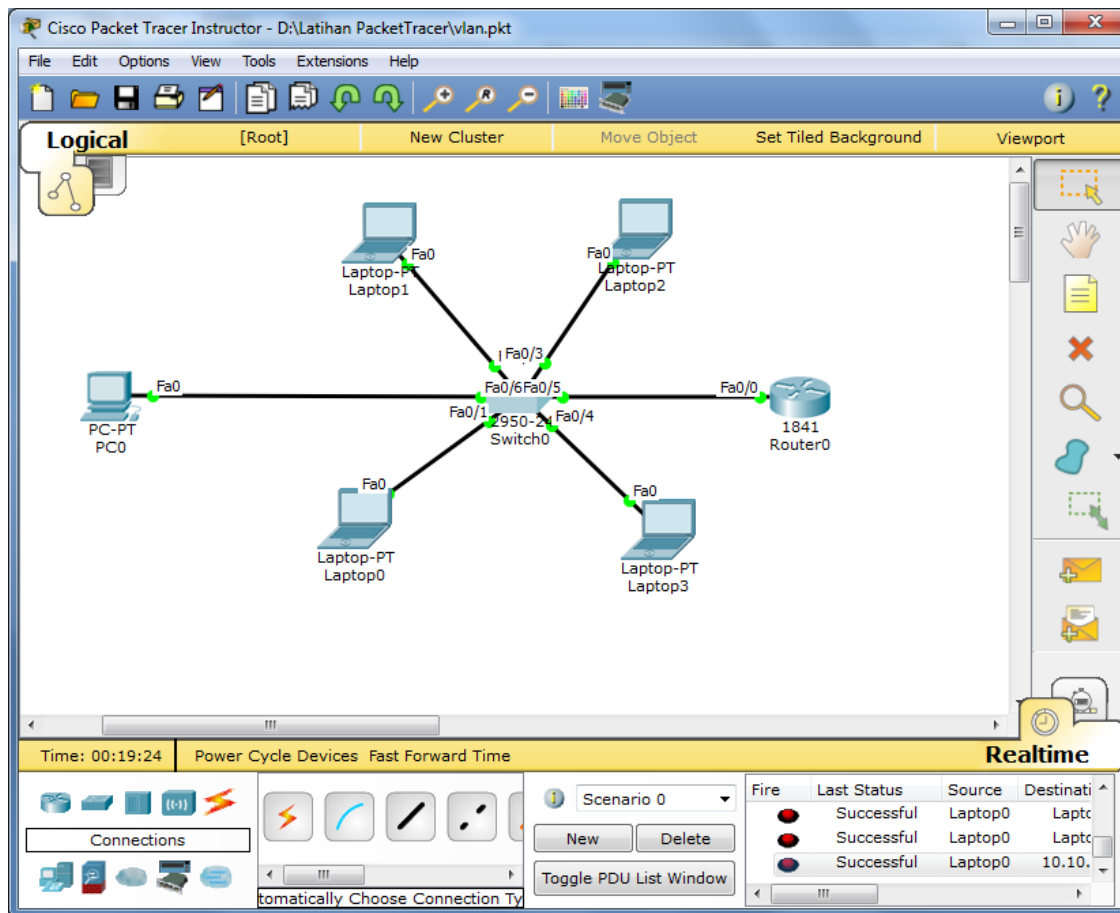 Cisco Packet Tracer Instructor - D:\Latihan PacketTracer\vlan.pkt
File Edit Options View Tools Extensions Help
Logical [Root] New Cluster Move Object Set Tiled Background Viewport
Fa0
Laptop-PT
Laptop1
Fa0
Laptop-PT
Laptop2
Fa0/3
Fa0
Fa0/6 Fa0/5
Fa0/0
PC-PT
PC0
Fa0/1
Fa0/4
2950-24
Switch0
1841
Router0
Fa0
Laptop-PT
Laptop0
Fa0
Laptop-PT
Laptop3
Time: 00:19:24 Power Cycle Devices Fast Forward Time Realtime
Connections
tomatically Choose Connection Ty
Scenario 0
New Delete
Toggle PDU List Window
Fire Last Status Source Destinati
Successful Laptop0 Lapto
Successful Laptop0 Lapto
Successful Laptop0 10.10.